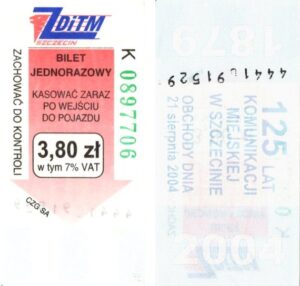 ZDiTM
SZCZECIN
BILET
JEDNORAZOWY
KASOWAĆ ZARAZ
PO WEJŚCIU
DO POJAZDU
3,80 zł
w tym 7% VAT
ZACHOWAĆ DO KONTROLI
K 0897706
CZG SA
1879
125 LAT
KOMUNIKACJI
MIEJSKIEJ
W SZCZECINIE
OBCHODY DNIA
21 sierpnia 2004
2004